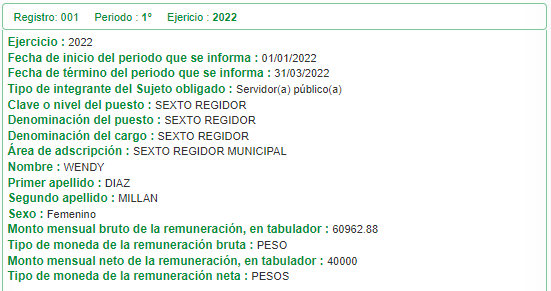 Registro: 001 Periodo : 1º Ejericio : 2022
Ejercicio : 2022
Fecha de inicio del periodo que se informa : 01/01/2022
Fecha de término del periodo que se informa : 31/03/2022
Tipo de integrante del Sujeto obligado : Servidor(a) público(a)
Clave o nivel del puesto : SEXTO REGIDOR
Denominación del puesto : SEXTO REGIDOR
Denominación del cargo : SEXTO REGIDOR
Área de adscripción : SEXTO REGIDOR MUNICIPAL
Nombre : WENDY
Primer apellido : DIAZ
Segundo apellido : MILLAN
Sexo : Femenino
Monto mensual bruto de la remuneración, en tabulador : 60962.88
Tipo de moneda de la remuneración bruta : PESO
Monto mensual neto de la remuneración, en tabulador : 40000
Tipo de moneda de la remuneración neta : PESOS